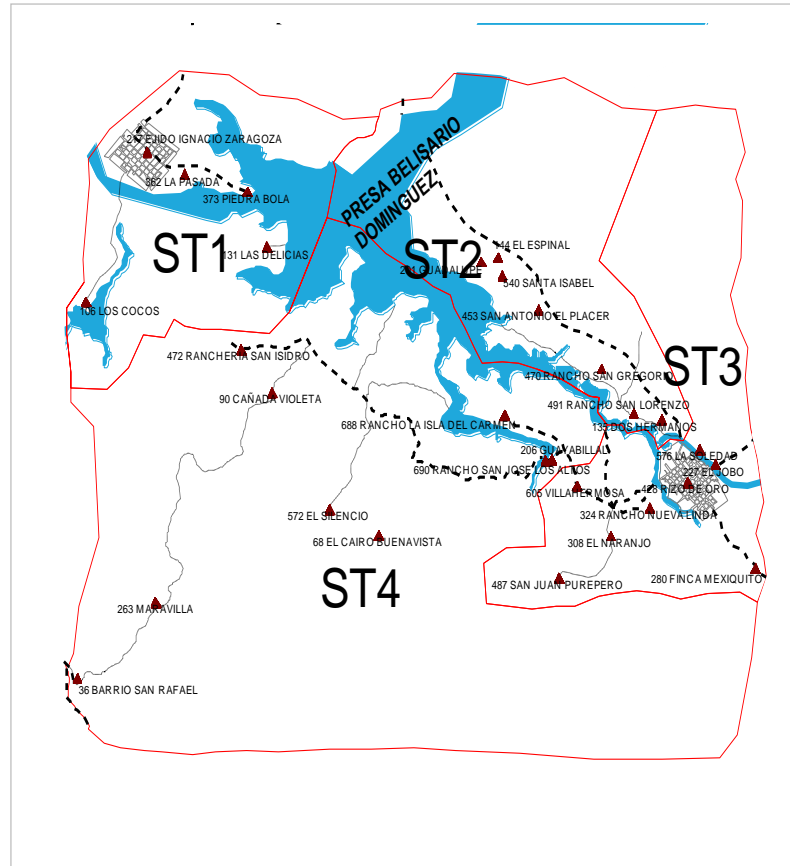 217 EJIDO IGNACIO ZARAGOZA
862 LA PASADA
373 PIEDRA BOLA
PRESA BELISARIO
DOMINGUEZ
ST1
131 LAS DELICIAS
ST2
144 EL ESPINAL
GUADALUPE
540 SANTA ISABEL
106 LOS COCOS
453 SAN ANTONIO EL PLACER
472 RANCHERIA SAN ISIDRO
ST3
470 RANCHO SAN GREGORIO
90 CAÑADA VIOLETA
491 RANCHO SAN LORENZO
688 RANCHO LA ISLA DEL CARMEN
135 DOS HERMANOS
206 GUAYABILLAL
576 LA SOLEDAD
690 RANCHO SAN JOSE LOS ALTOS
227 EL JOBO
605 VILLAHERMOSA
428 RIZO DE ORO
572 EL SILENCIO
324 RANCHO NUEVA LINDA
68 EL CAIRO BUENAVISTA
308 EL NARANJO
487 SAN JUAN PUREPERO
280 FINCA MEXIQUITO
ST4
263 MARAVILLA
36 BARRIO SAN RAFAEL